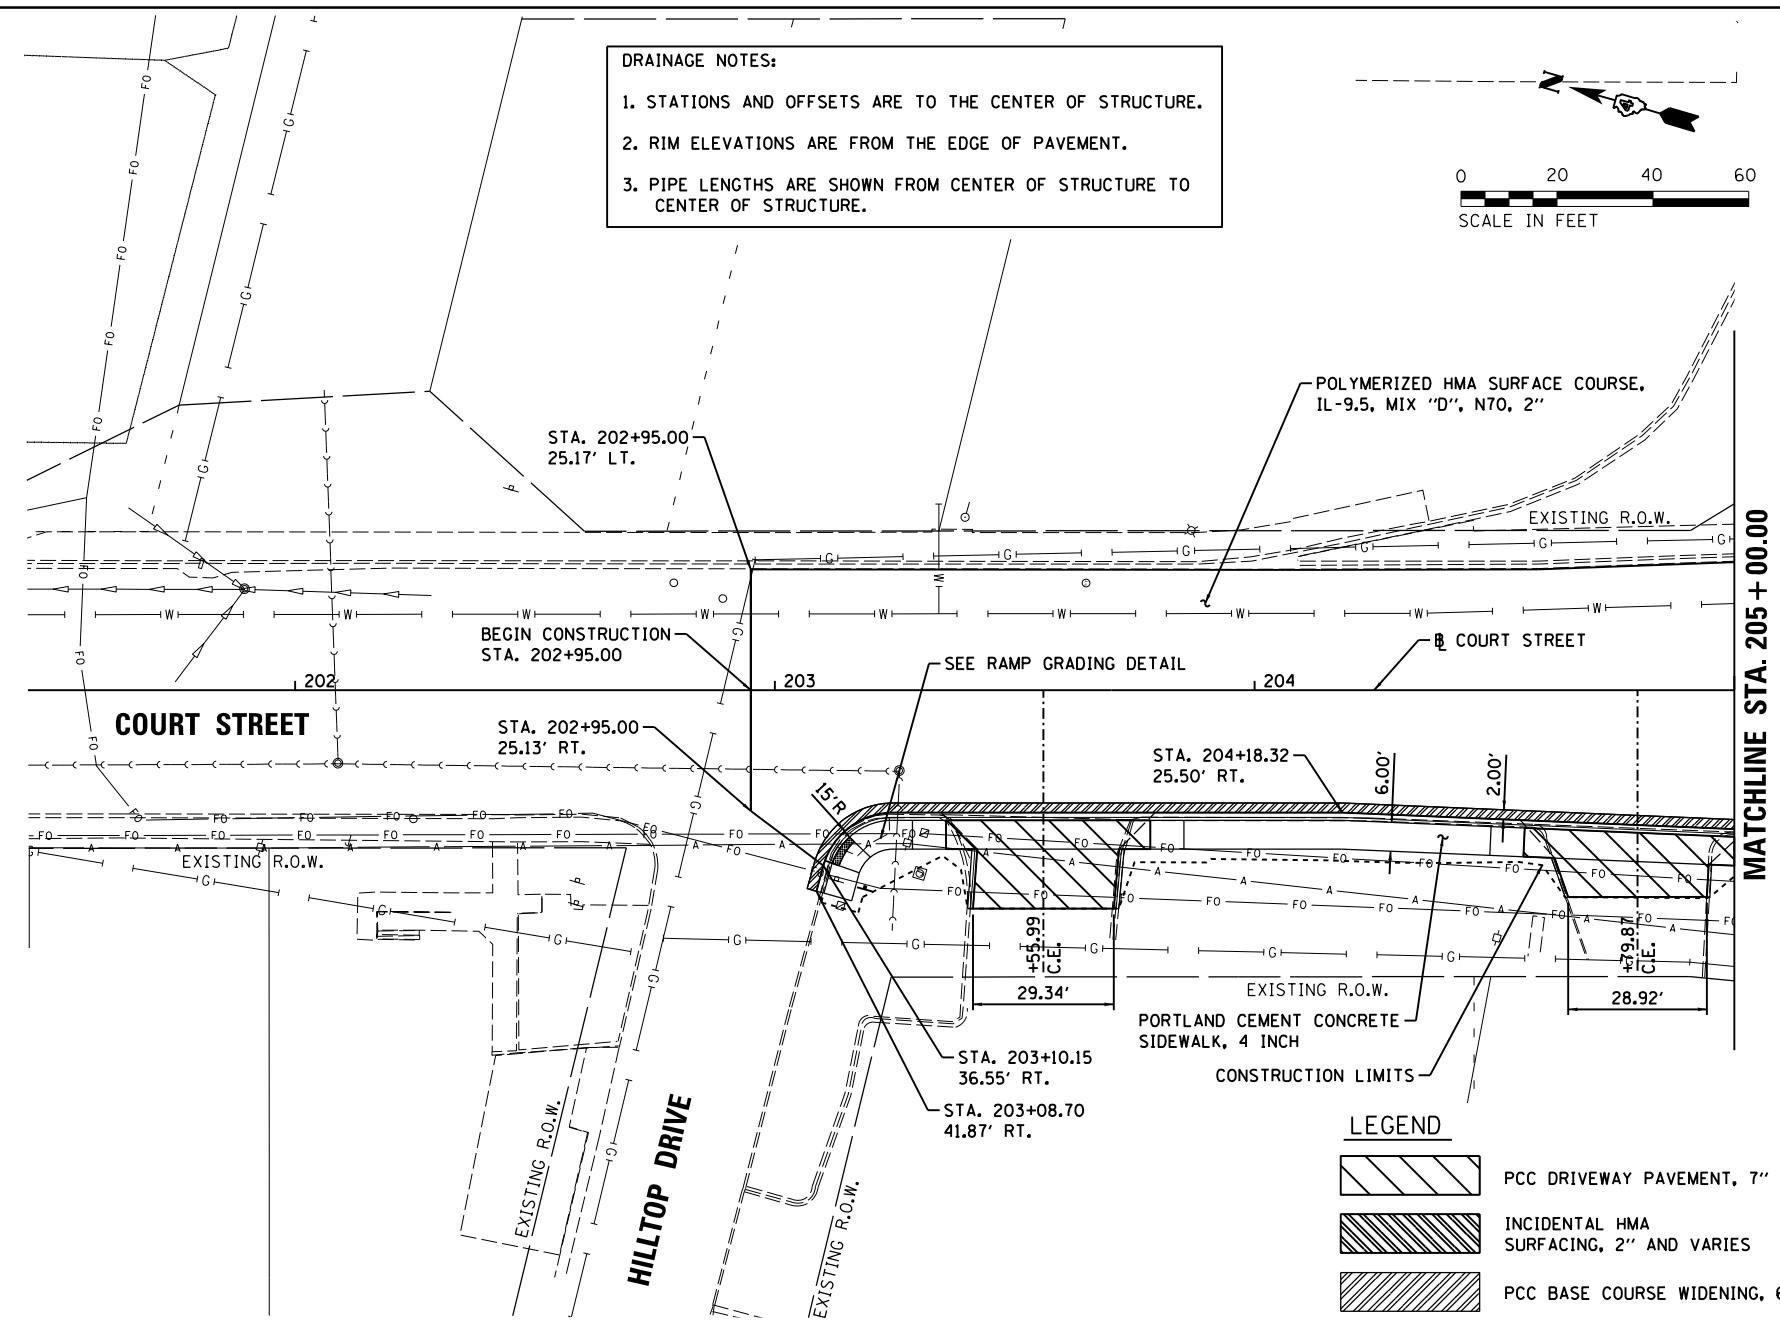 DRAINAGE NOTES:
1. STATIONS AND OFFSETS ARE TO THE CENTER OF STRUCTURE.
2. RIM ELEVATIONS ARE FROM THE EDGE OF PAVEMENT.
3. PIPE LENGTHS ARE SHOWN FROM CENTER OF STRUCTURE TO
CENTER OF STRUCTURE.
N
4
0 20 40 60
SCALE IN FEET
POLYMERIZED HMA SURFACE COURSE,
IL-9.5, MIX "D", N70, 2"
STA. 202+95.00
25.17' LT.
EXISTING R.O.W.
MATCHLINE STA. 205+00.00
BEGIN CONSTRUCTION
STA. 202+95.00
SEE RAMP GRADING DETAIL
BL COURT STREET
202 203 204
COURT STREET
STA. 202+95.00
25.13' RT.
STA. 204+18.32
25.50' RT.
6.00'
2.00'
15'R
EXISTING R.O.W.
+55.99
C.E.
29.34'
EXISTING R.O.W.
+79.87
C.E.
28.92'
PORTLAND CEMENT CONCRETE
SIDEWALK, 4 INCH
CONSTRUCTION LIMITS
STA. 203+10.15
36.55' RT.
STA. 203+08.70
41.87' RT.
EXISTING R.O.W.
HILLTOP DRIVE
EXISTING R.O.W.
LEGEND
PCC DRIVEWAY PAVEMENT, 7"
INCIDENTAL HMA
SURFACING, 2" AND VARIES
PCC BASE COURSE WIDENING,